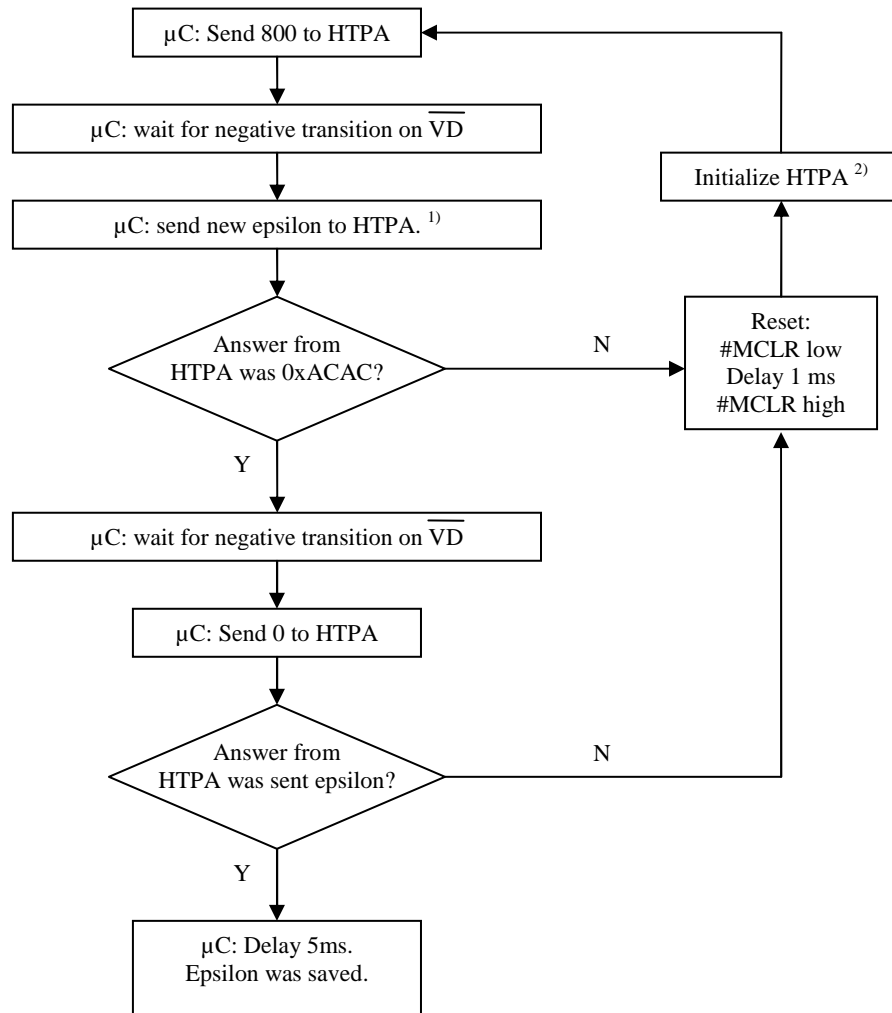 µC: Send 800 to HTPA
µC: wait for negative transition on V̅D̅
Initialize HTPA ²⁾
µC: send new epsilon to HTPA. ¹⁾
Answer from
HTPA was 0xACAC?
N
Reset:
#MCLR low
Delay 1 ms
#MCLR high
Y
µC: wait for negative transition on V̅D̅
µC: Send 0 to HTPA
Answer from
HTPA was sent epsilon?
N
Y
µC: Delay 5ms.
Epsilon was saved.